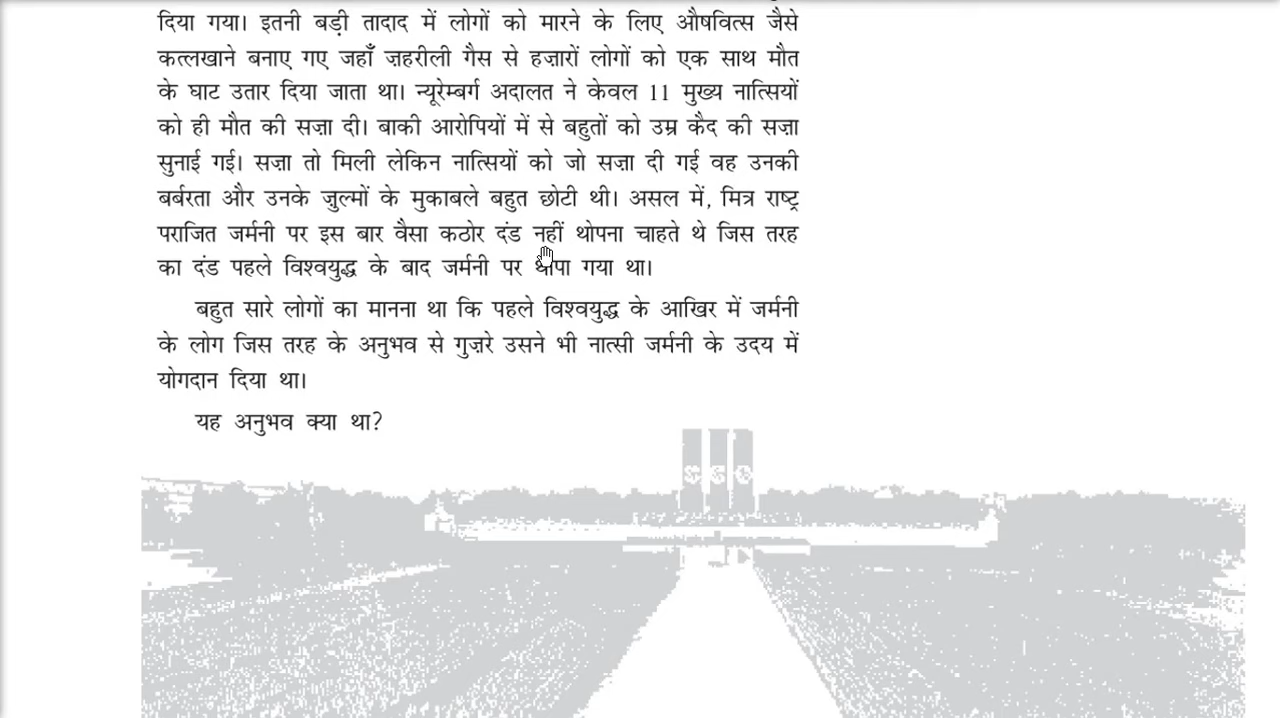 दिया गया। इतनी बड़ी तादाद में लोगों को मारने के लिए औषवित्स जैसे
कत्लखाने बनाए गए जहाँ ज़हरीली गैस से हज़ारों लोगों को एक साथ मौत
के घाट उतार दिया जाता था। न्यूरेम्बर्ग अदालत ने केवल 11 मुख्य नात्सियों
को ही मौत की सज़ा दी। बाकी आरोपियों में से बहुतों को उम्र कैद की सज़ा
सुनाई गई। सज़ा तो मिली लेकिन नात्सियों को जो सज़ा दी गई वह उनकी
बर्बरता और उनके ज़ुल्मों के मुकाबले बहुत छोटी थी। असल में, मित्र राष्ट्र
पराजित जर्मनी पर इस बार वैसा कठोर दंड नहीं थोपना चाहते थे जिस तरह
का दंड पहले विश्वयुद्ध के बाद जर्मनी पर थोपा गया था।
बहुत सारे लोगों का मानना था कि पहले विश्वयुद्ध के आखिर में जर्मनी
के लोग जिस तरह के अनुभव से गुज़रे उसने भी नात्सी जर्मनी के उदय में
योगदान दिया था।
यह अनुभव क्या था?